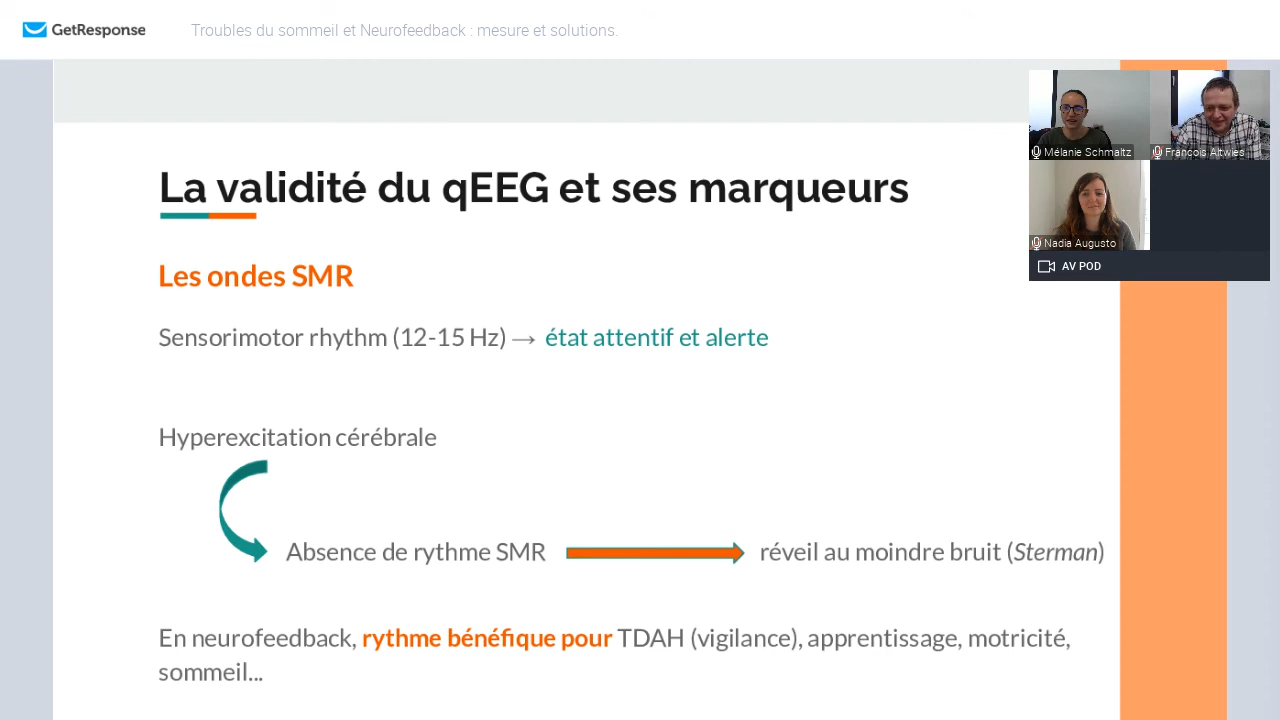 GetResponse
Troubles du sommeil et Neurofeedback : mesure et solutions.
La validité du qEEG et ses marqueurs
Les ondes SMR
Sensorimotor rhythm (12-15 Hz) → état attentif et alerte
Hyperexcitation cérébrale
Absence de rythme SMR
réveil au moindre bruit (Sterman)
En neurofeedback, rythme bénéfique pour TDAH (vigilance), apprentissage, motricité,
sommeil...
Mélanie Schmaltz
Francois Altwies
Nadia Augusto
AV POD